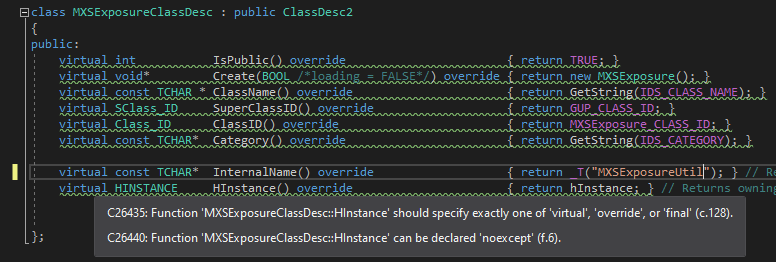 class MXSExposureClassDesc : public ClassDesc2
{
public:
virtual int IsPublic() override { return TRUE; }
virtual void* Create(BOOL /*loading = FALSE*/) override { return new MXSExposure(); }
virtual const TCHAR * ClassName() override { return GetString(IDS_CLASS_NAME); }
virtual SClass_ID SuperClassID() override { return GUP_CLASS_ID; }
virtual Class_ID ClassID() override { return MXSExposure_CLASS_ID; }
virtual const TCHAR* Category() override { return GetString(IDS_CATEGORY); }
virtual const TCHAR* InternalName() override { return _T("MXSExposureUtil"); } // Re
virtual HINSTANCE HInstance() override { return hInstance; } // Returns owning
C26435: Function 'MXSExposureClassDesc::HInstance' should specify exactly one of 'virtual', 'override', or 'final' (c.128).
C26440: Function 'MXSExposureClassDesc::HInstance' can be declared 'noexcept' (f.6).
};